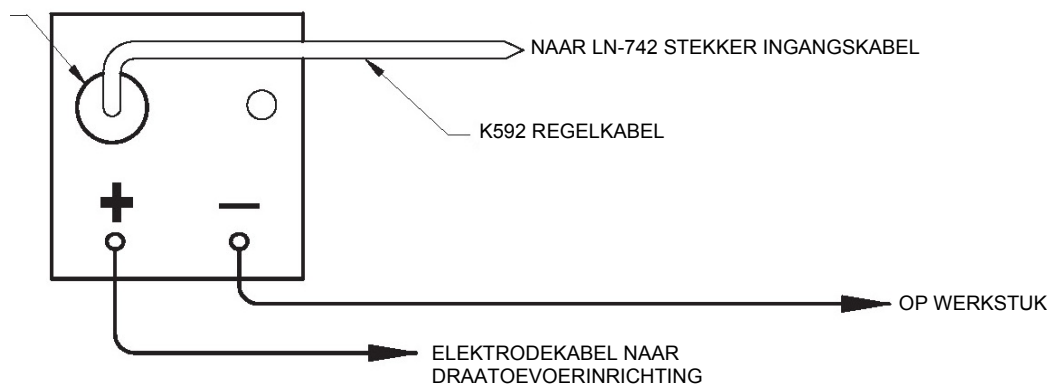 NAAR LN-742 STEKKER INGANGSKABEL
K592 REGELKABEL
+ —
OP WERKSTUK
ELEKTRODEKABEL NAAR
DRAATOEVOERINRICHTING